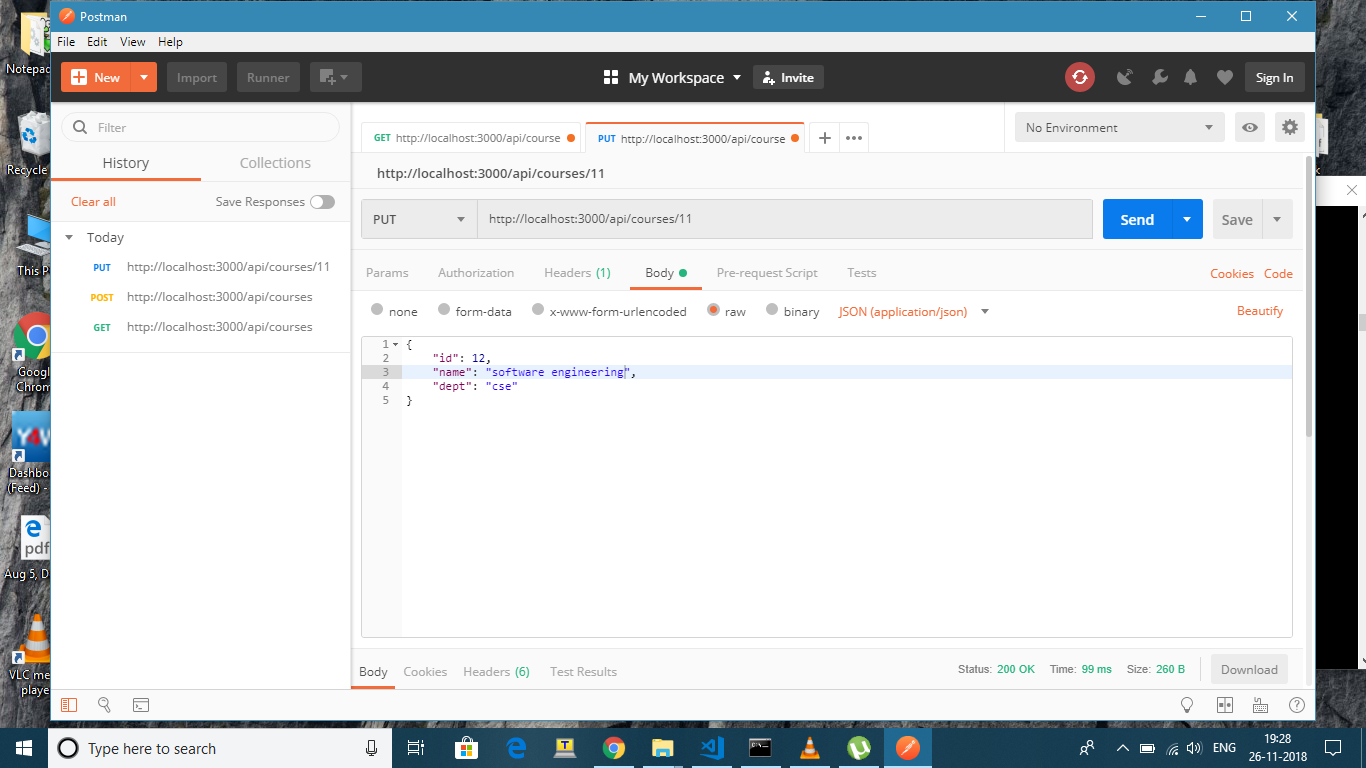 Postman
File Edit View Help
New Import Runner My Workspace Invite Sign In
Filter
History Collections
Clear all Save Responses
Today
PUT http://localhost:3000/api/courses/11
POST http://localhost:3000/api/courses
GET http://localhost:3000/api/courses
GET http://localhost:3000/api/course PUT http://localhost:3000/api/course + ••• No Environment
http://localhost:3000/api/courses/11
PUT http://localhost:3000/api/courses/11 Send Save
Params Authorization Headers (1) Body Pre-request Script Tests Cookies Code
none form-data x-www-form-urlencoded raw binary JSON (application/json) Beautify
1 {
2 "id": 12,
3 "name": "software engineering",
4 "dept": "cse"
5 }
Body Cookies Headers (6) Test Results Status: 200 OK Time: 99 ms Size: 260 B Download
Notepad
Recycle
This P
Google
Chrom
Y4W
Dashbo
(Feed) -
pdf
Aug 5, D
VLC me
playe
Type here to search
ENG
19:28
26-11-2018